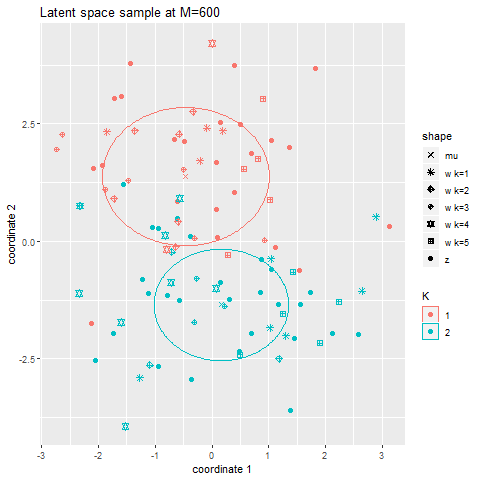 Latent space sample at M=600
coordinate 2
2.5
0.0
-2.5
-3
-2
-1
0
1
2
3
coordinate 1
shape
mu
w k=1
w k=2
w k=3
w k=4
w k=5
z
K
1
2